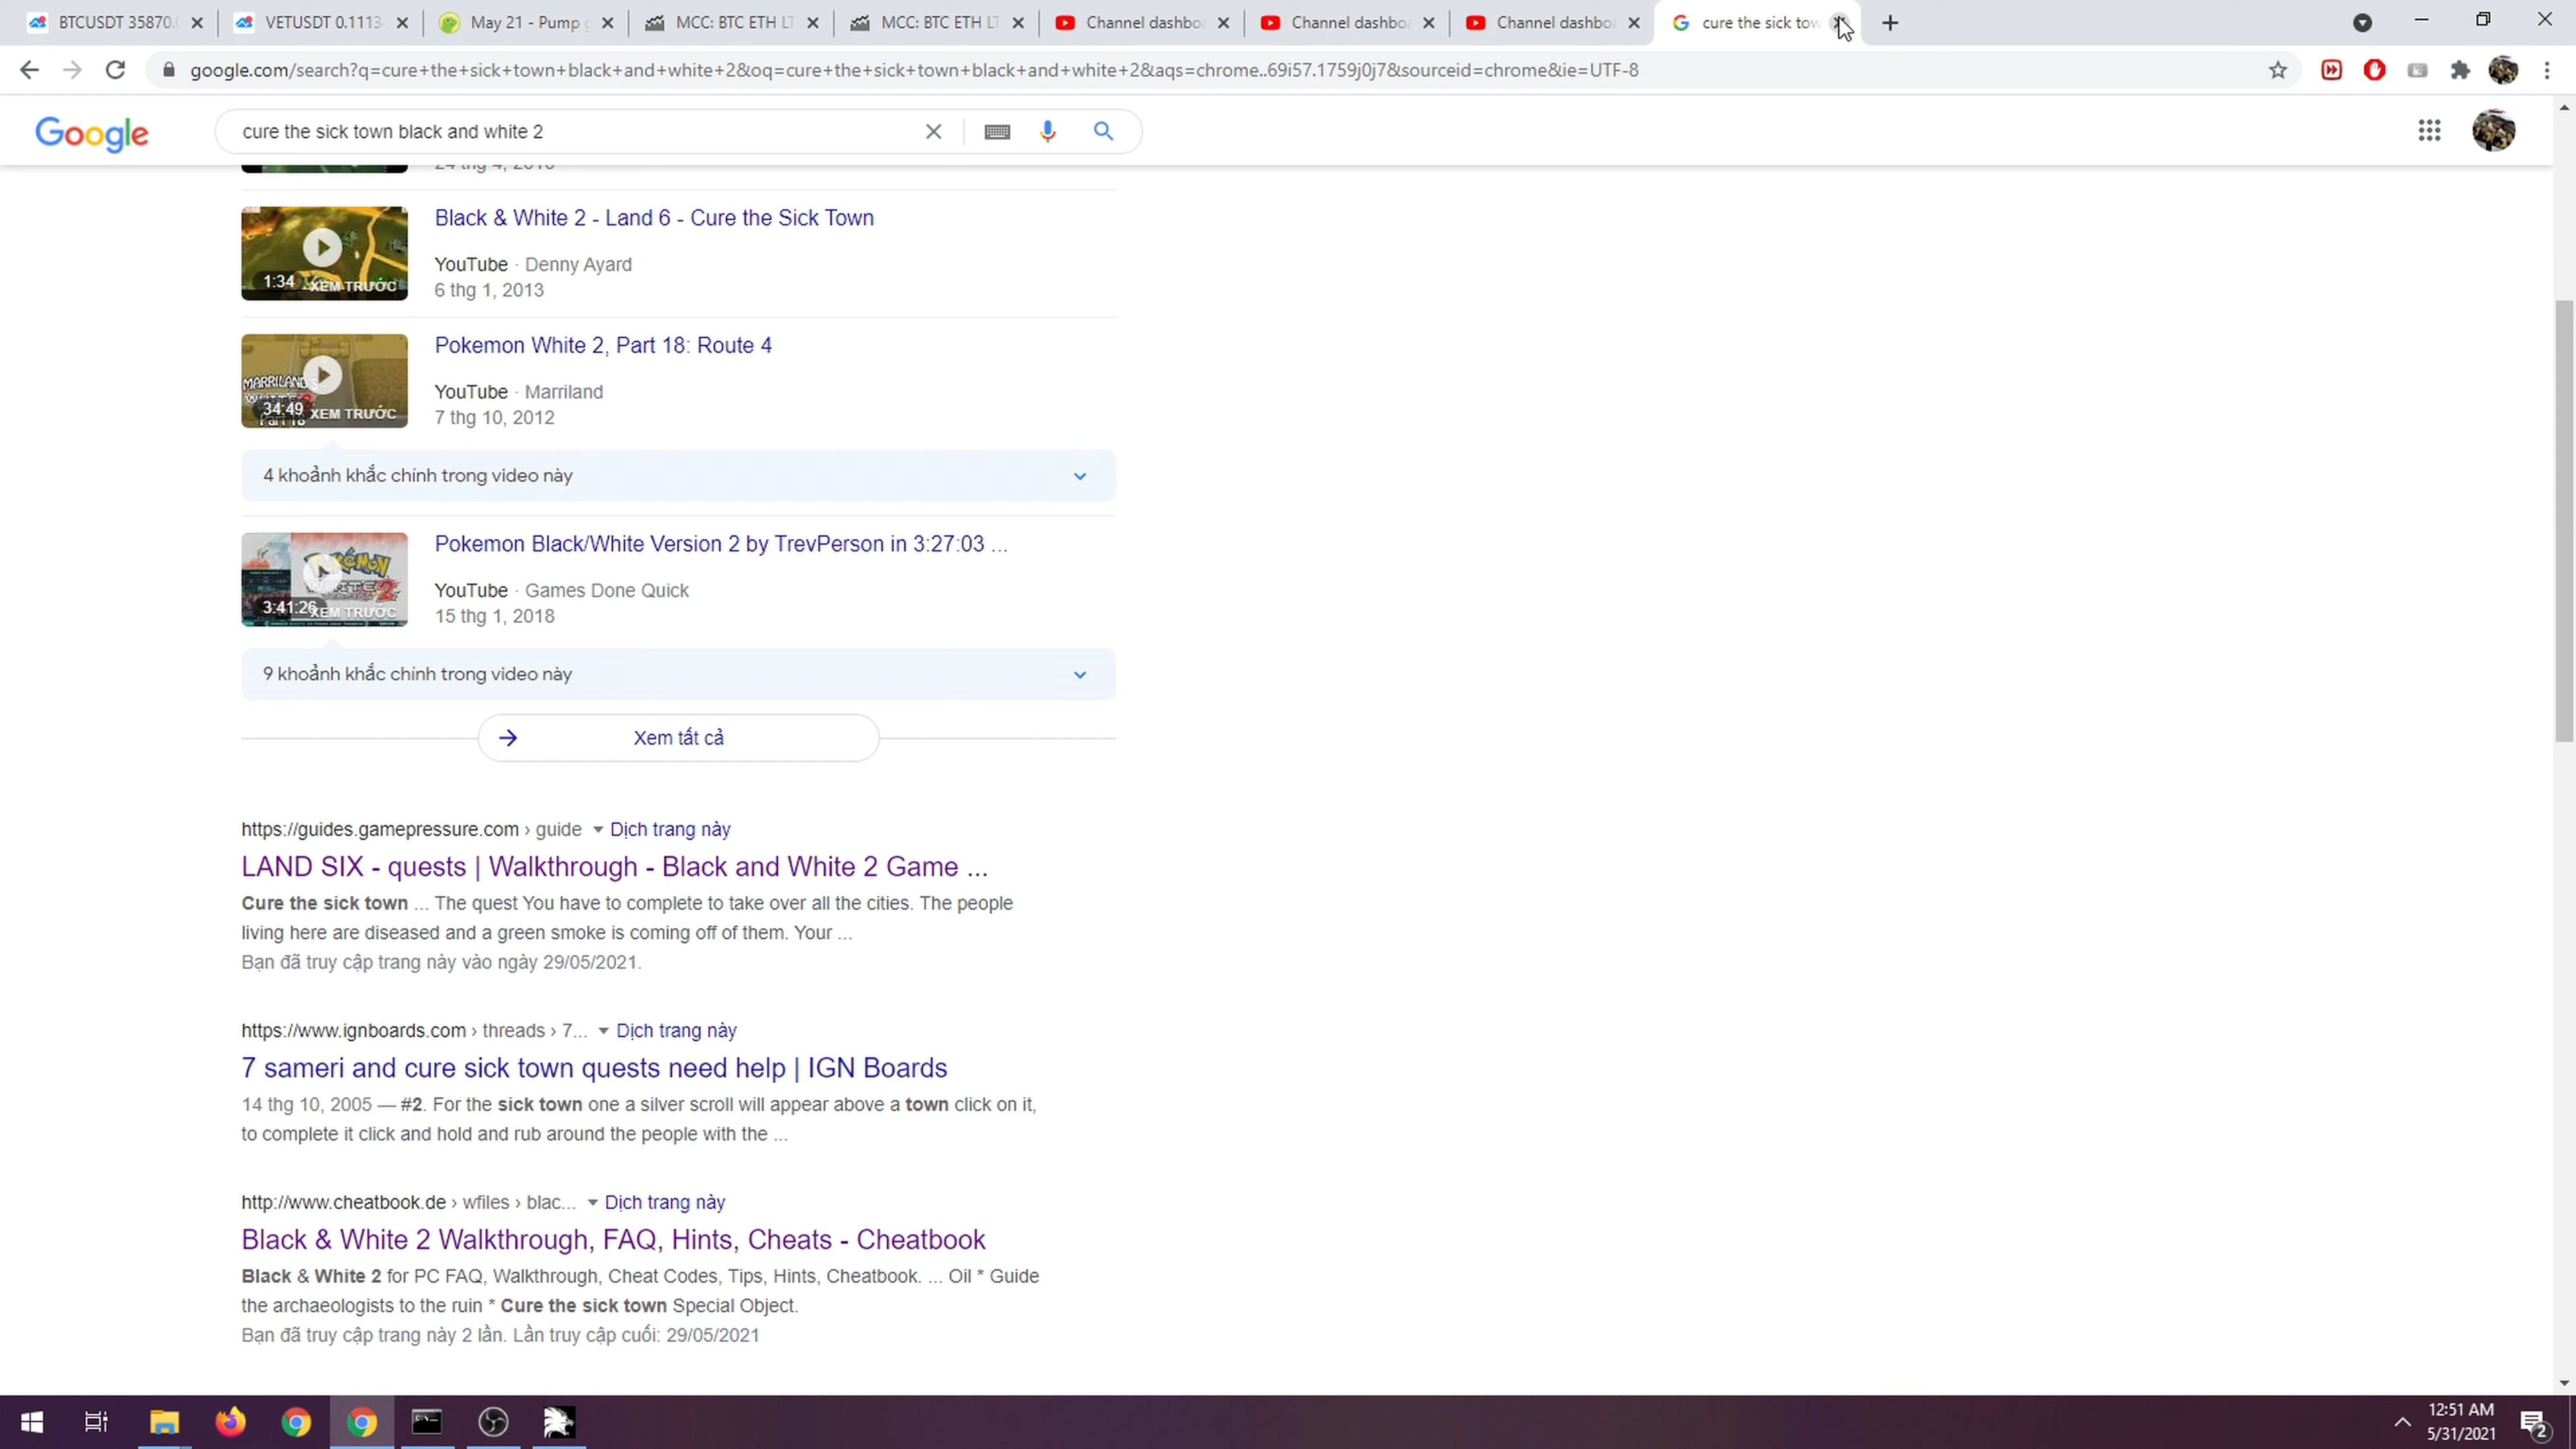 BTCUSDT 35870.
VETUSDT 0.1113
May 21 - Pump
MCC: BTC ETH LT
MCC: BTC ETH LT
Channel dashbo
Channel dashbo
Channel dashbo
cure the sick tow
google.com/search?q=cure+the+sick+town+black+and+white+2&oq=cure+the+sick+town+black+and+white+2&aqs=chrome..69i57.1759j0j7&sourceid=chrome&ie=UTF-8
Google
cure the sick town black and white 2
Black & White 2 - Land 6 - Cure the Sick Town
YouTube · Denny Ayard
6 thg 1, 2013
1:34 XEM TRƯỚC
Pokemon White 2, Part 18: Route 4
YouTube · Marriland
7 thg 10, 2012
MARRILAND'S
34:49 XEM TRƯỚC
4 khoảnh khắc chính trong video này
Pokemon Black/White Version 2 by TrevPerson in 3:27:03 ...
YouTube · Games Done Quick
15 thg 1, 2018
3:41:26 XEM TRƯỚC
9 khoảnh khắc chính trong video này
Xem tất cả
https://guides.gamepressure.com › guide Dịch trang này
LAND SIX - quests | Walkthrough - Black and White 2 Game ...
Cure the sick town ... The quest You have to complete to take over all the cities. The people
living here are diseased and a green smoke is coming off of them. Your ...
Bạn đã truy cập trang này vào ngày 29/05/2021.
https://www.ignboards.com › threads › 7... Dịch trang này
7 sameri and cure sick town quests need help | IGN Boards
14 thg 10, 2005 — #2. For the sick town one a silver scroll will appear above a town click on it,
to complete it click and hold and rub around the people with the ...
http://www.cheatbook.de › wfiles › blac... Dịch trang này
Black & White 2 Walkthrough, FAQ, Hints, Cheats - Cheatbook
Black & White 2 for PC FAQ, Walkthrough, Cheat Codes, Tips, Hints, Cheatbook. ... Oil * Guide
the archaeologists to the ruin * Cure the sick town Special Object.
Bạn đã truy cập trang này 2 lần. Lần truy cập cuối: 29/05/2021
12:51 AM
5/31/2021
2